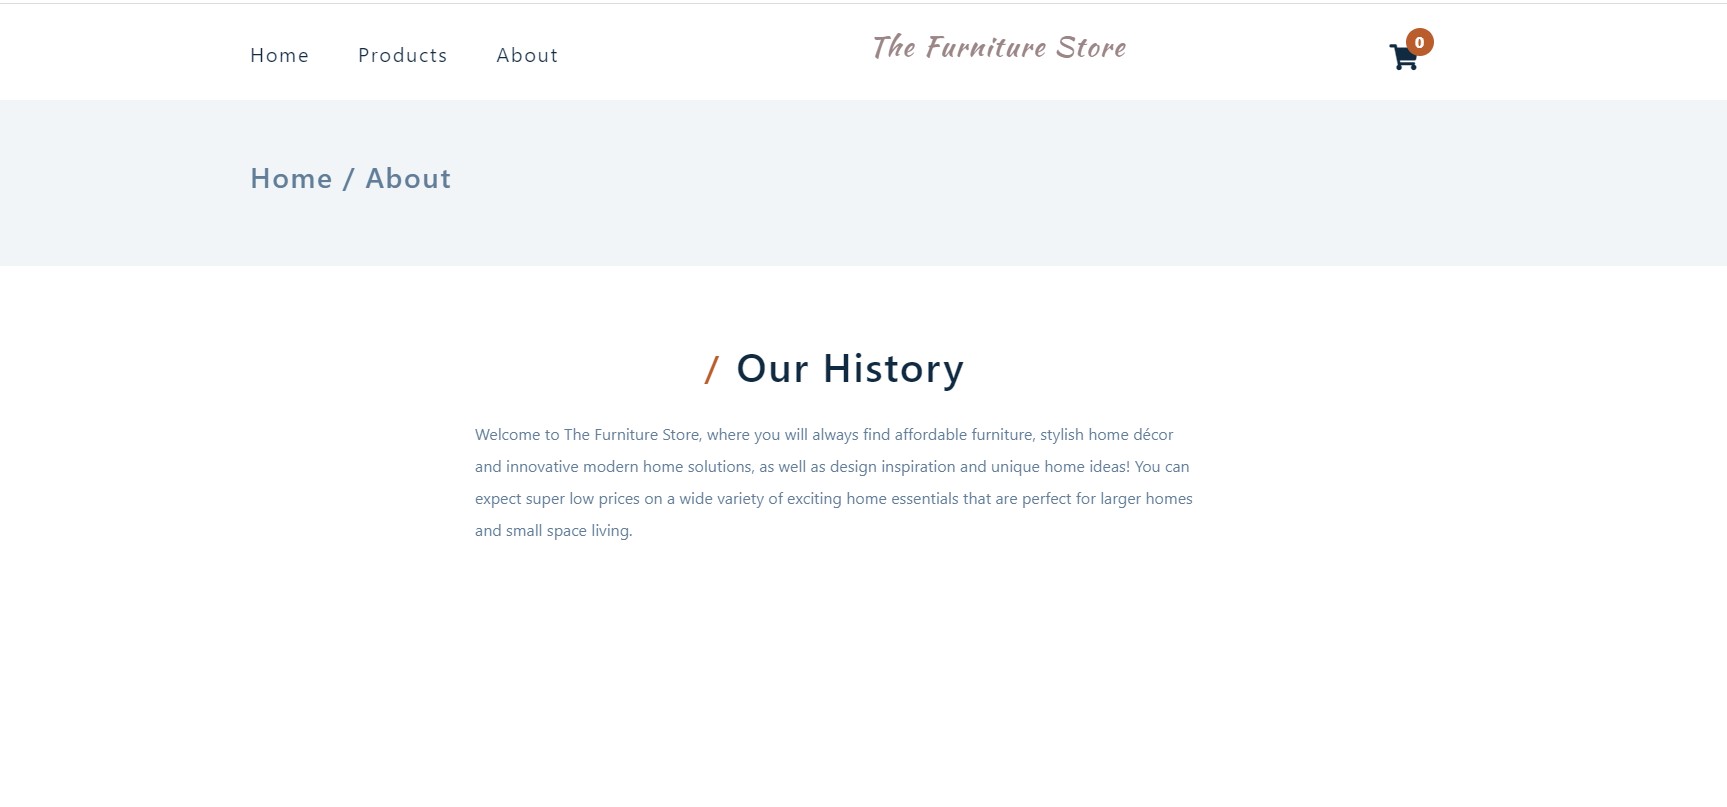 Home Products About The Furniture Store 0
Home / About
/ Our History
Welcome to The Furniture Store, where you will always find affordable furniture, stylish home décor
and innovative modern home solutions, as well as design inspiration and unique home ideas! You can
expect super low prices on a wide variety of exciting home essentials that are perfect for larger homes
and small space living.